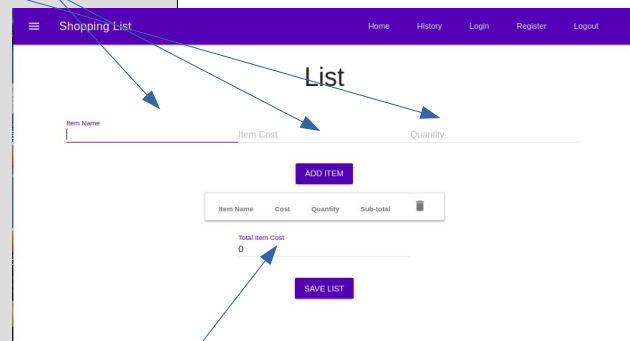 Shopping List Home History Login Register Logout
List
Item Name
Item Cost Quantity
ADD ITEM
Item Name Cost Quantity Sub-total
Total Item Cost
0
SAVE LIST